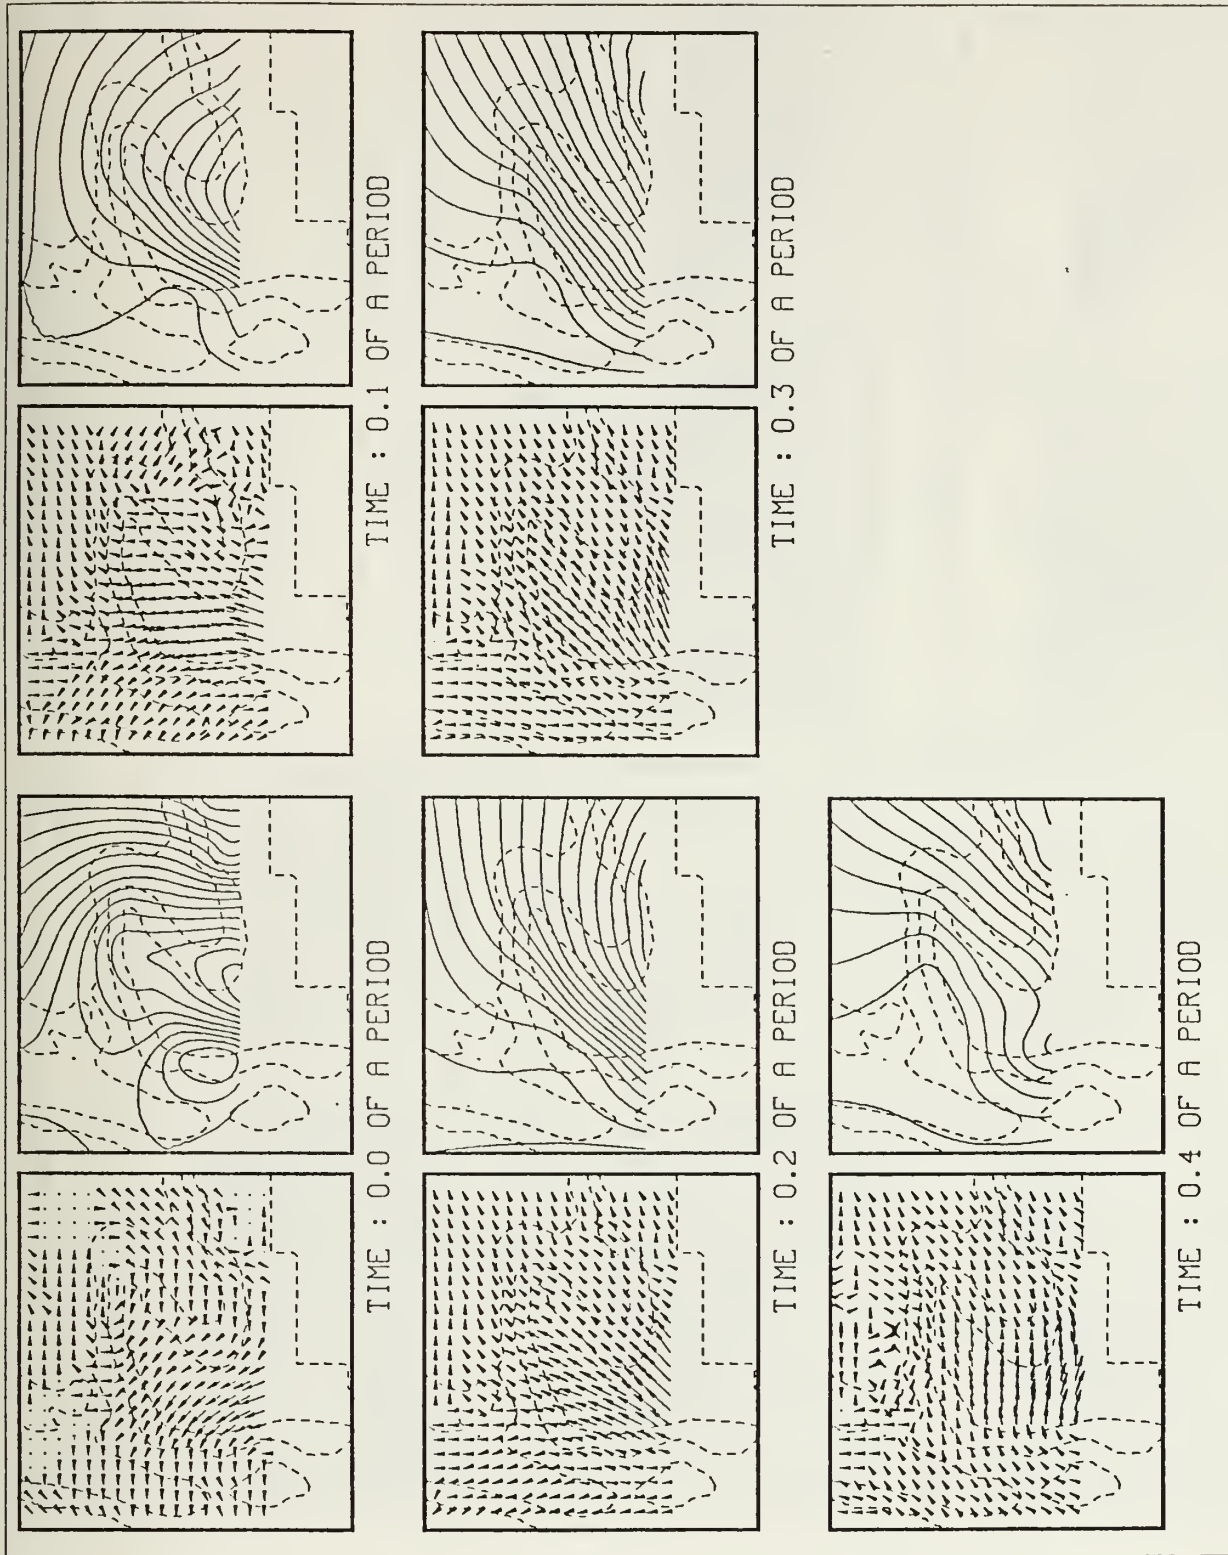 TIME : 0.0 OF A PERIOD
TIME : 0.1 OF A PERIOD
TIME : 0.2 OF A PERIOD
TIME : 0.3 OF A PERIOD
TIME : 0.4 OF A PERIOD